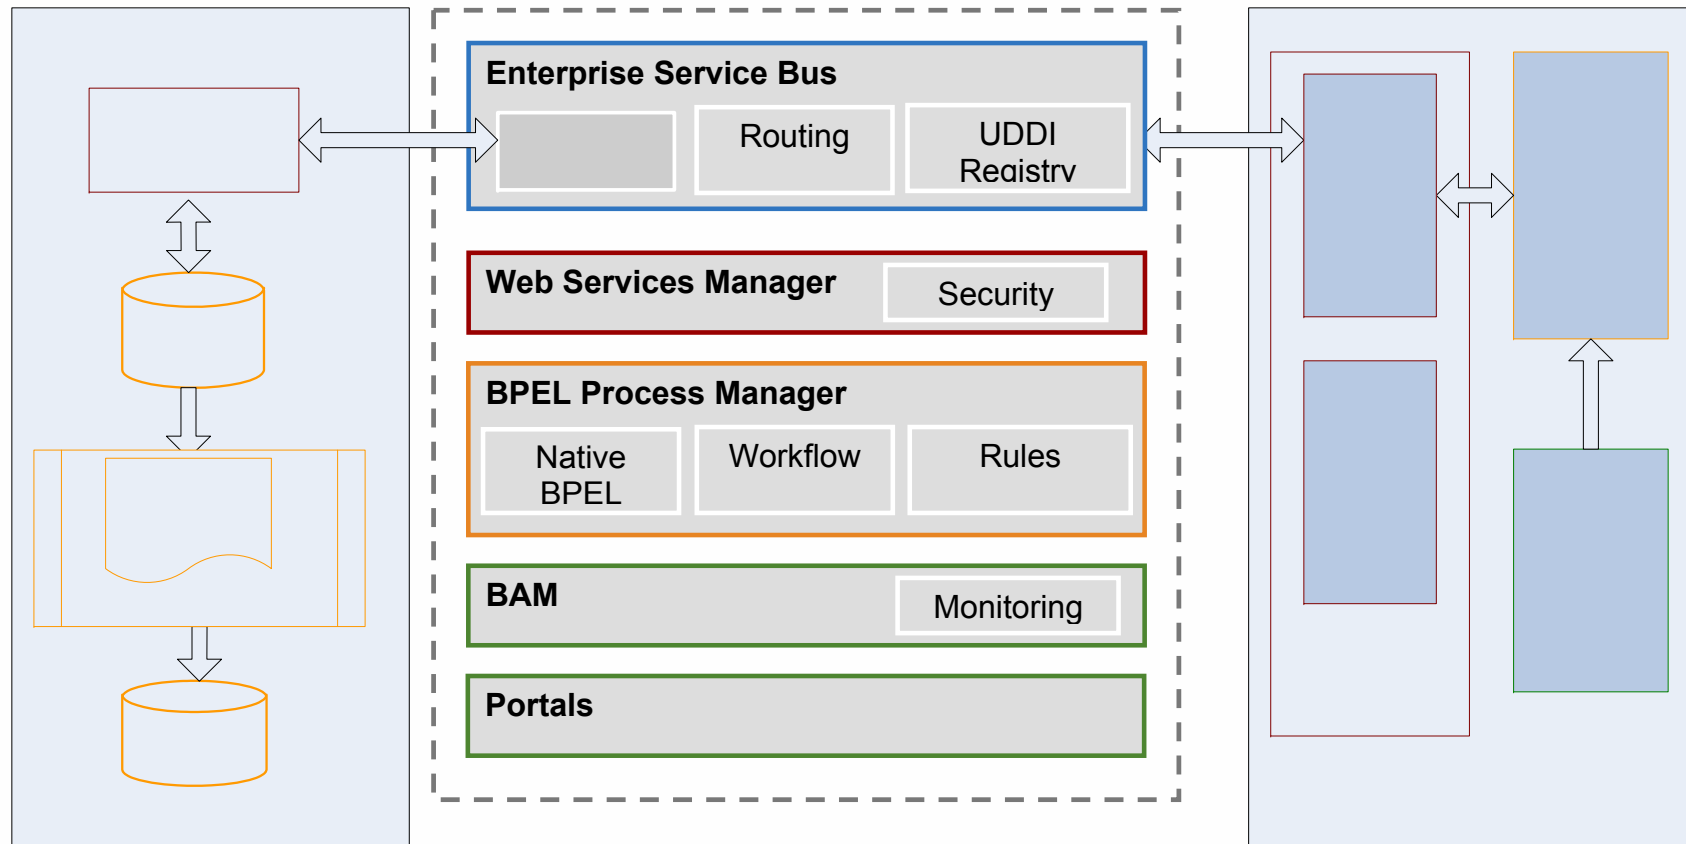 Enterprise Service Bus
Routing
UDDI
Registry
Web Services Manager
Security
BPEL Process Manager
Native
BPEL
Workflow
Rules
BAM
Monitoring
Portals